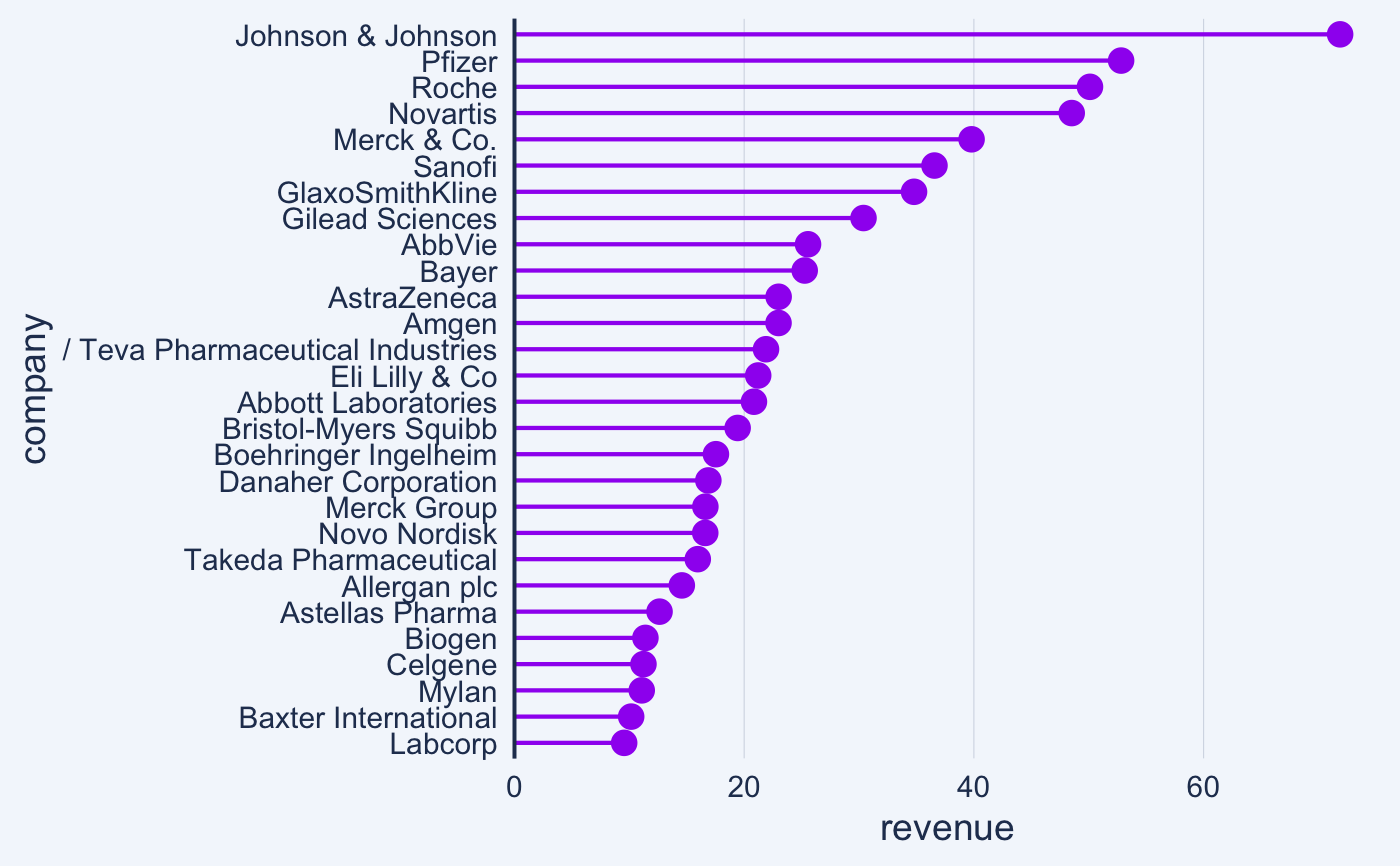 Johnson & Johnson
Pfizer
Roche
Novartis
Merck & Co.
Sanofi
GlaxoSmithKline
Gilead Sciences
AbbVie
Bayer
AstraZeneca
Amgen
/ Teva Pharmaceutical Industries
Eli Lilly & Co
Abbott Laboratories
Bristol-Myers Squibb
Boehringer Ingelheim
Danaher Corporation
Merck Group
Novo Nordisk
Takeda Pharmaceutical
Allergan plc
Astellas Pharma
Biogen
Celgene
Mylan
Baxter International
Labcorp
company
0 20 40 60
revenue